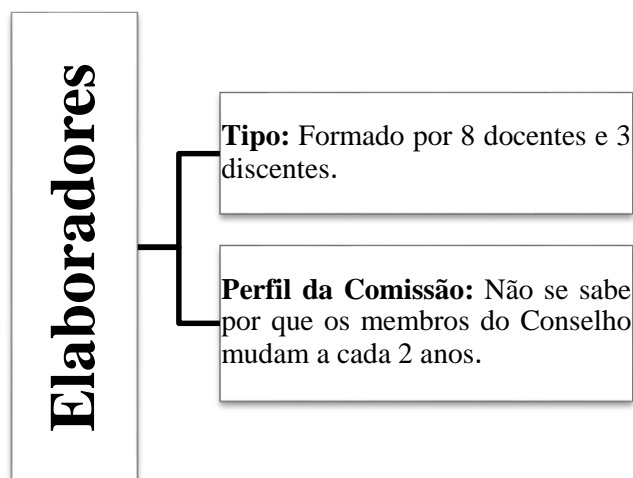 Elaboradores
Tipo: Formado por 8 docentes e 3
discentes.
Perfil da Comissão: Não se sabe
por que os membros do Conselho
mudam a cada 2 anos.